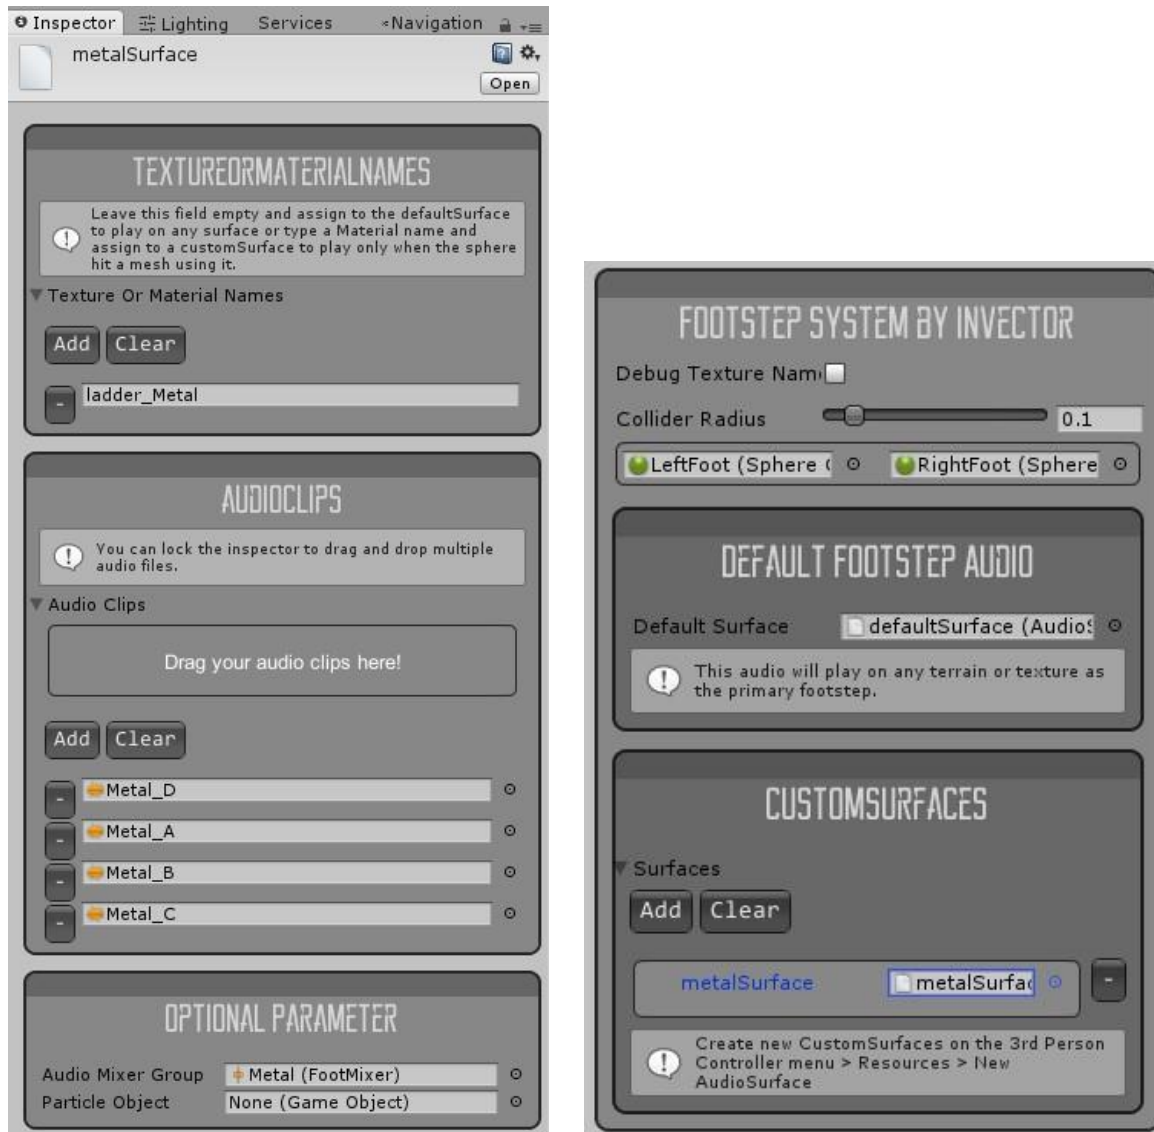 Inspector
Lighting
Services
Navigation
metalSurface
Open
TEXTUREORMATERIALNAMES
Leave this field empty and assign to the defaultSurface
to play on any surface or type a Material name and
assign to a customSurface to play only when the sphere
hit a mesh using it.
Texture Or Material Names
Add Clear
- ladder_Metal
AUDIOCLIPS
You can lock the inspector to drag and drop multiple
audio files.
Audio Clips
Drag your audio clips here!
Add Clear
- Metal_D
- Metal_A
- Metal_B
- Metal_C
OPTIONAL PARAMETER
Audio Mixer Group Metal (FootMixer)
Particle Object None (Game Object)
FOOTSTEP SYSTEM BY INVECTOR
Debug Texture Nam
Collider Radius 0.1
LeftFoot (Sphere RightFoot (Sphere
DEFAULT FOOTSTEP AUDIO
Default Surface defaultSurface (AudioS
This audio will play on any terrain or texture as
the primary footstep.
CUSTOMSURFACES
Surfaces
Add Clear
metalSurface metalSurfac -
Create new CustomSurfaces on the 3rd Person
Controller menu > Resources > New
AudioSurface